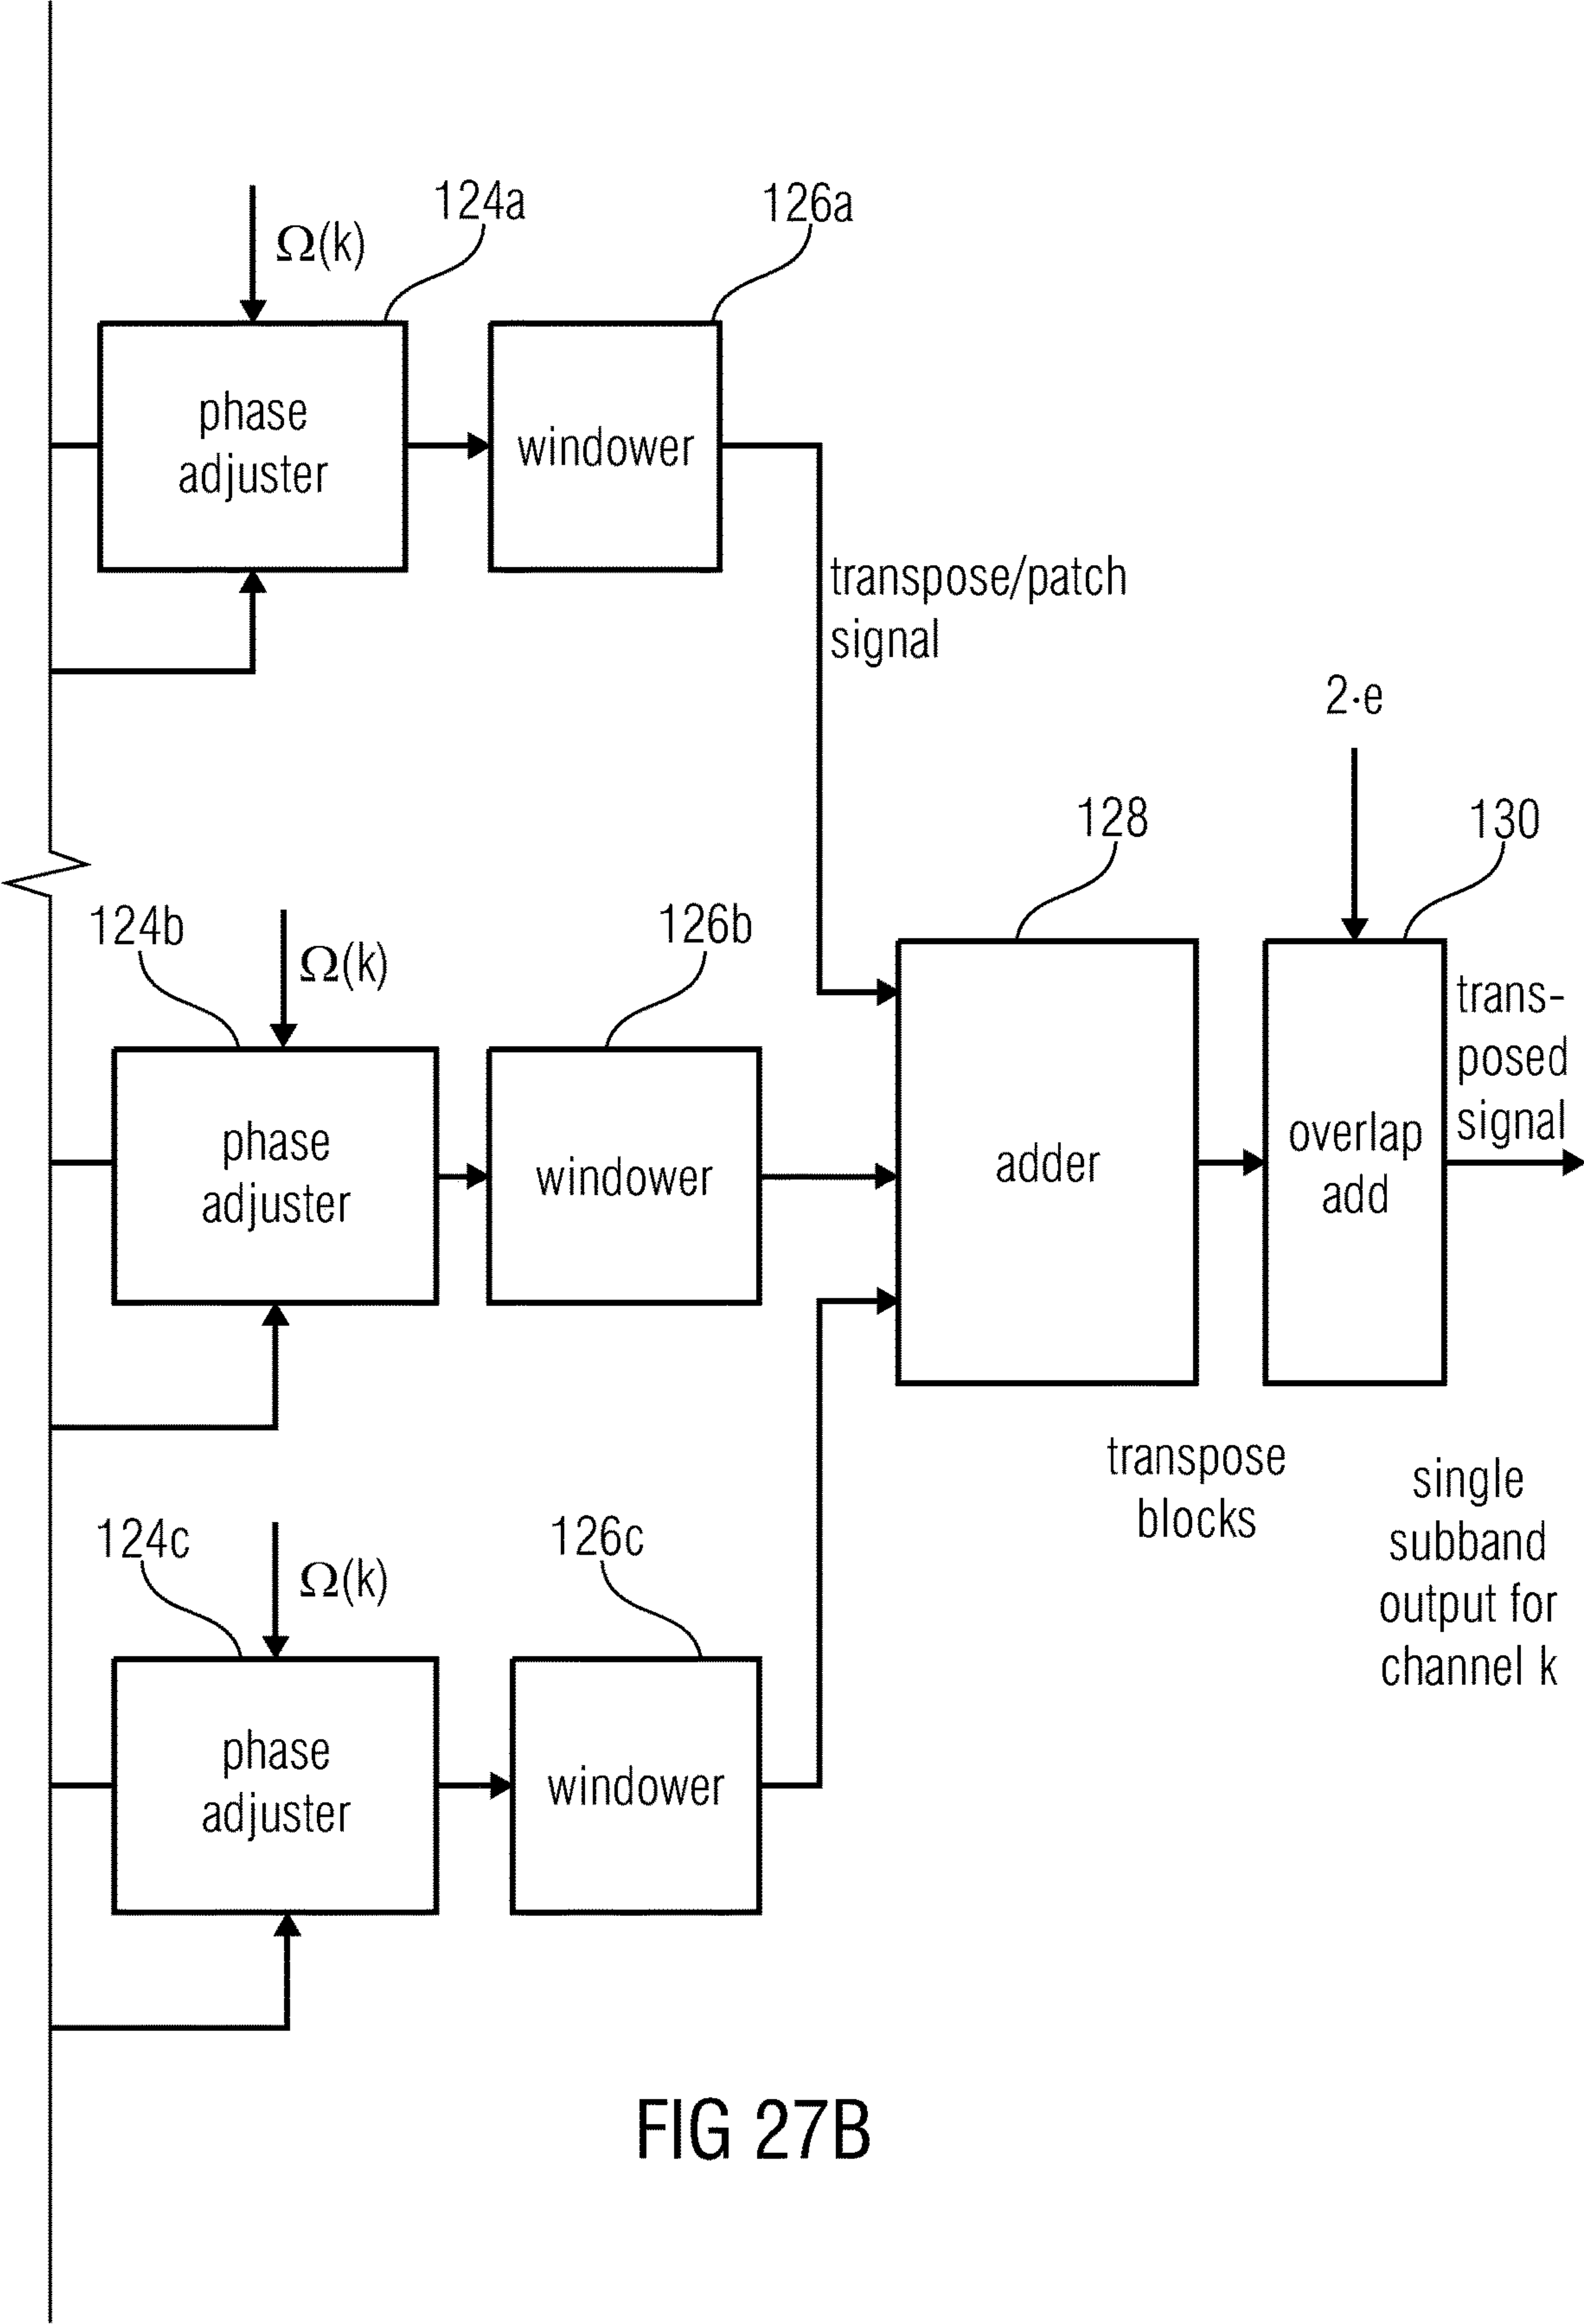 124a
126a
Ω(k)
phase
adjuster
windower
transpose/patch
signal
2·e
128
130
124b
126b
Ω(k)
trans-
posed
signal
phase
adjuster
windower
adder
overlap
add
transpose
blocks
single
subband
output for
channel k
124c
126c
Ω(k)
phase
adjuster
windower
FIG 27B